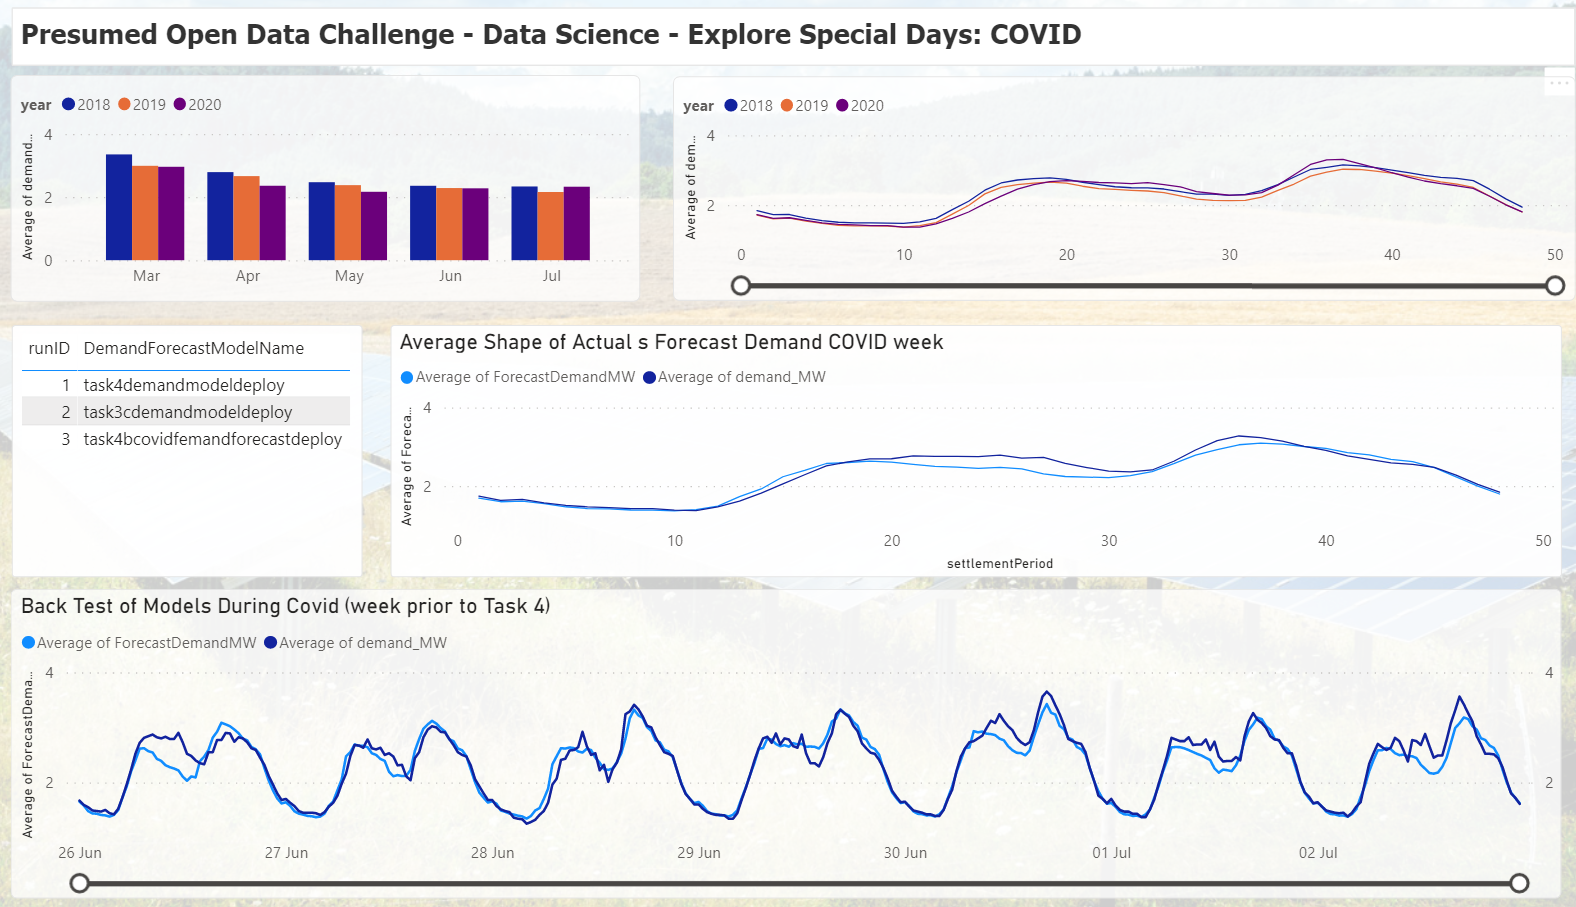 Presumed Open Data Challenge - Data Science - Explore Special Days: COVID
year 2018 2019 2020
Average of demand...
4
2
0
Mar Apr May Jun Jul
year 2018 2019 2020
Average of dem...
4
2
0 10 20 30 40 50
runID DemandForecastModelName
1 task4demandmodeldeploy
2 task3cdemandmodeldeploy
3 task4bcovidfemandforecastdeploy
Average Shape of Actual s Forecast Demand COVID week
Average of ForecastDemandMW Average of demand_MW
Average of Foreca...
4
2
0 10 20 30 40 50
settlementPeriod
Back Test of Models During Covid (week prior to Task 4)
Average of ForecastDemandMW Average of demand_MW
Average of ForecastDema...
4 4
2 2
26 Jun 27 Jun 28 Jun 29 Jun 30 Jun 01 Jul 02 Jul